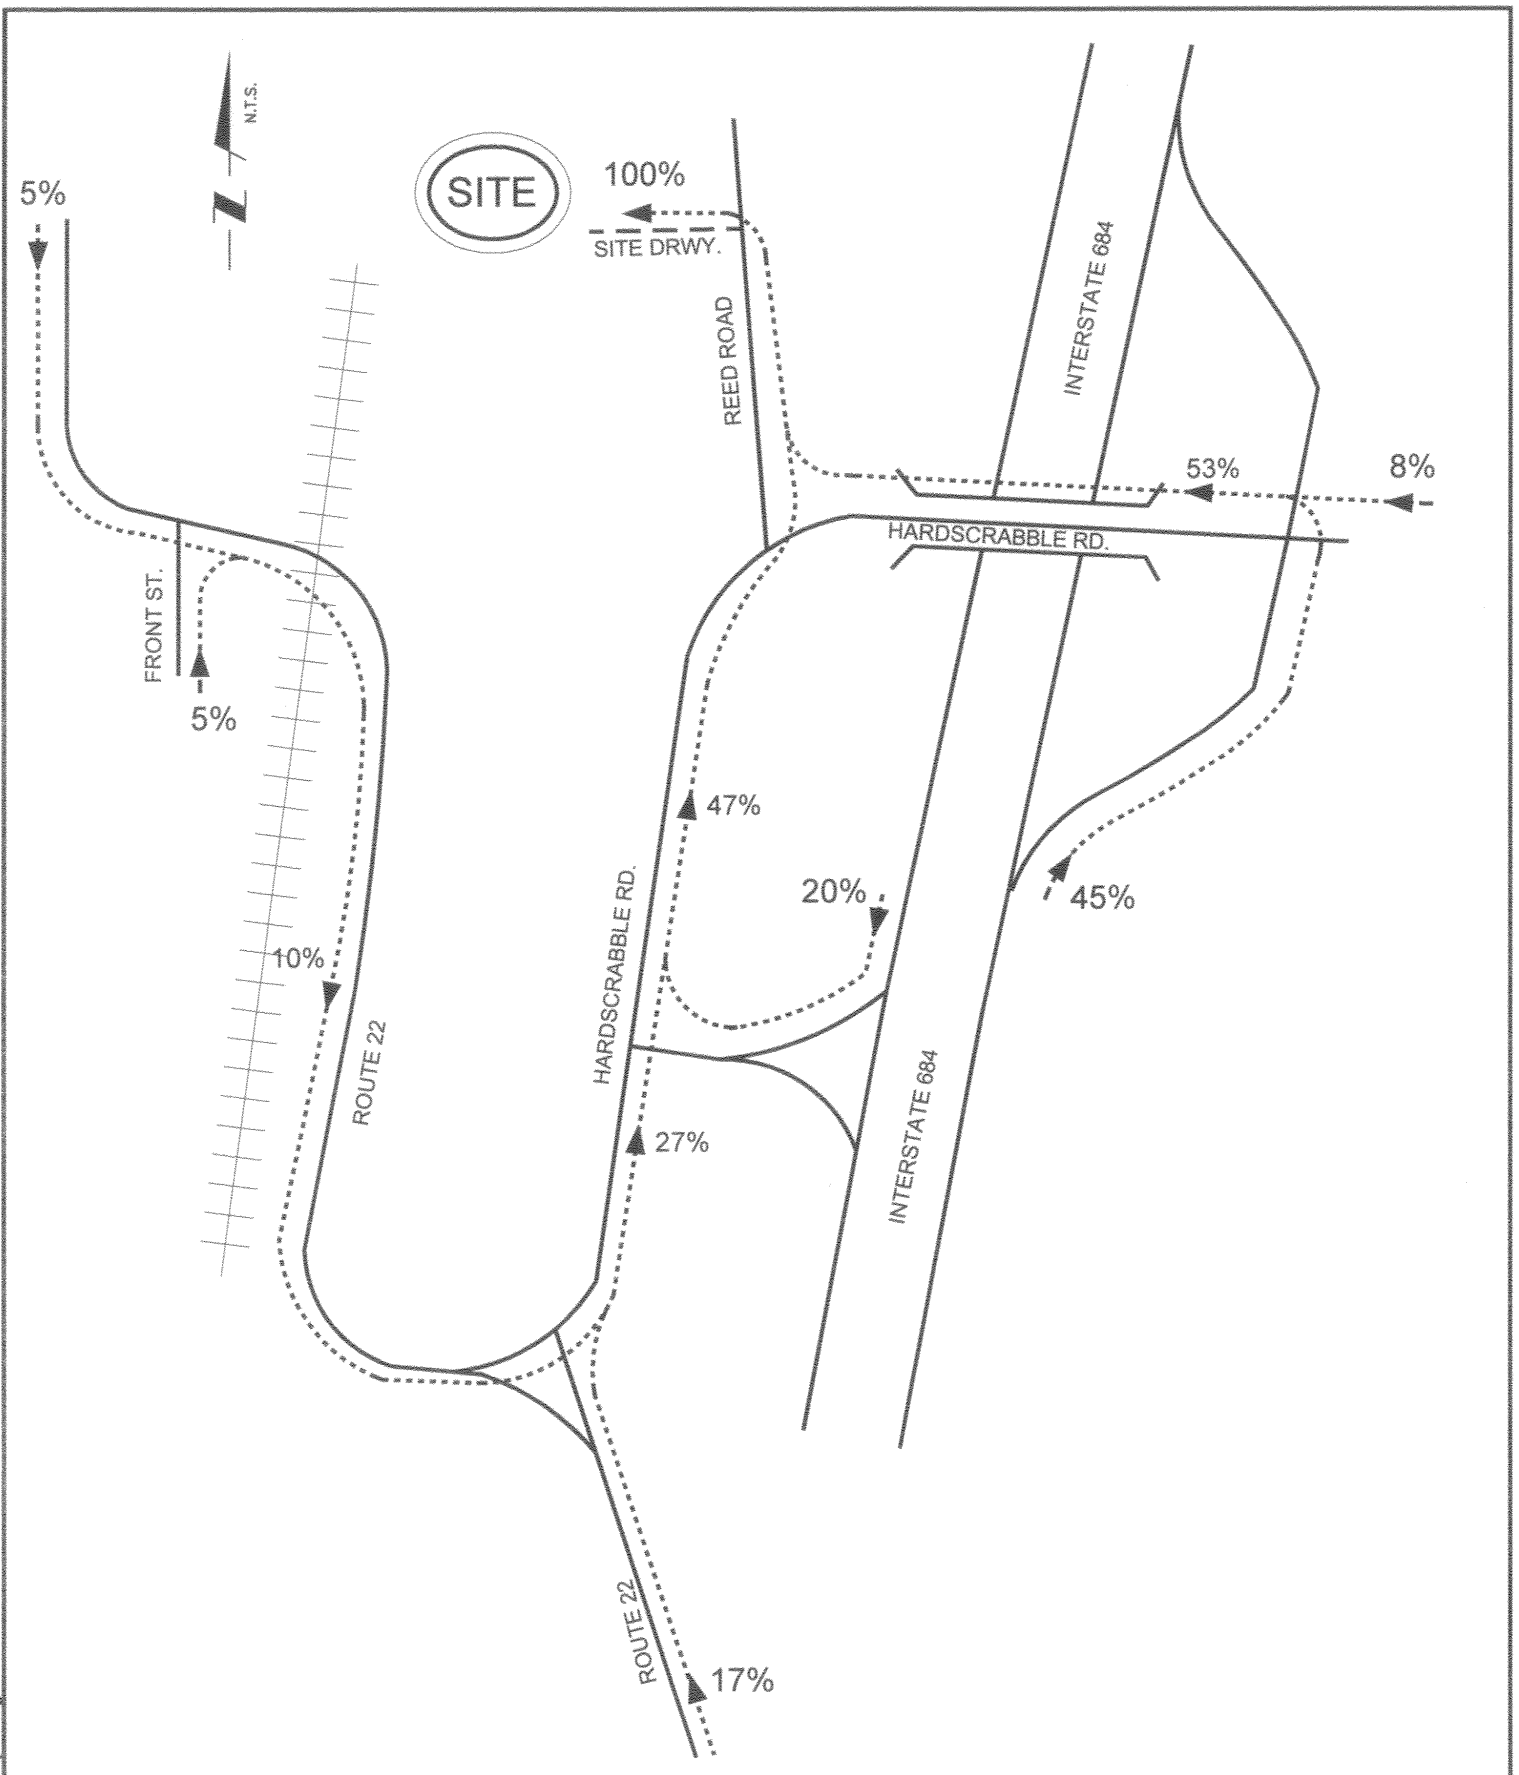 N.T.S.
Z
5%
SITE
100%
SITE DRWY.
INTERSTATE 684
REED ROAD
53%
8%
HARDSCRABBLE RD.
FRONT ST.
5%
47%
20%
45%
HARDSCRABBLE RD.
10%
ROUTE 22
27%
INTERSTATE 684
ROUTE 22
17%